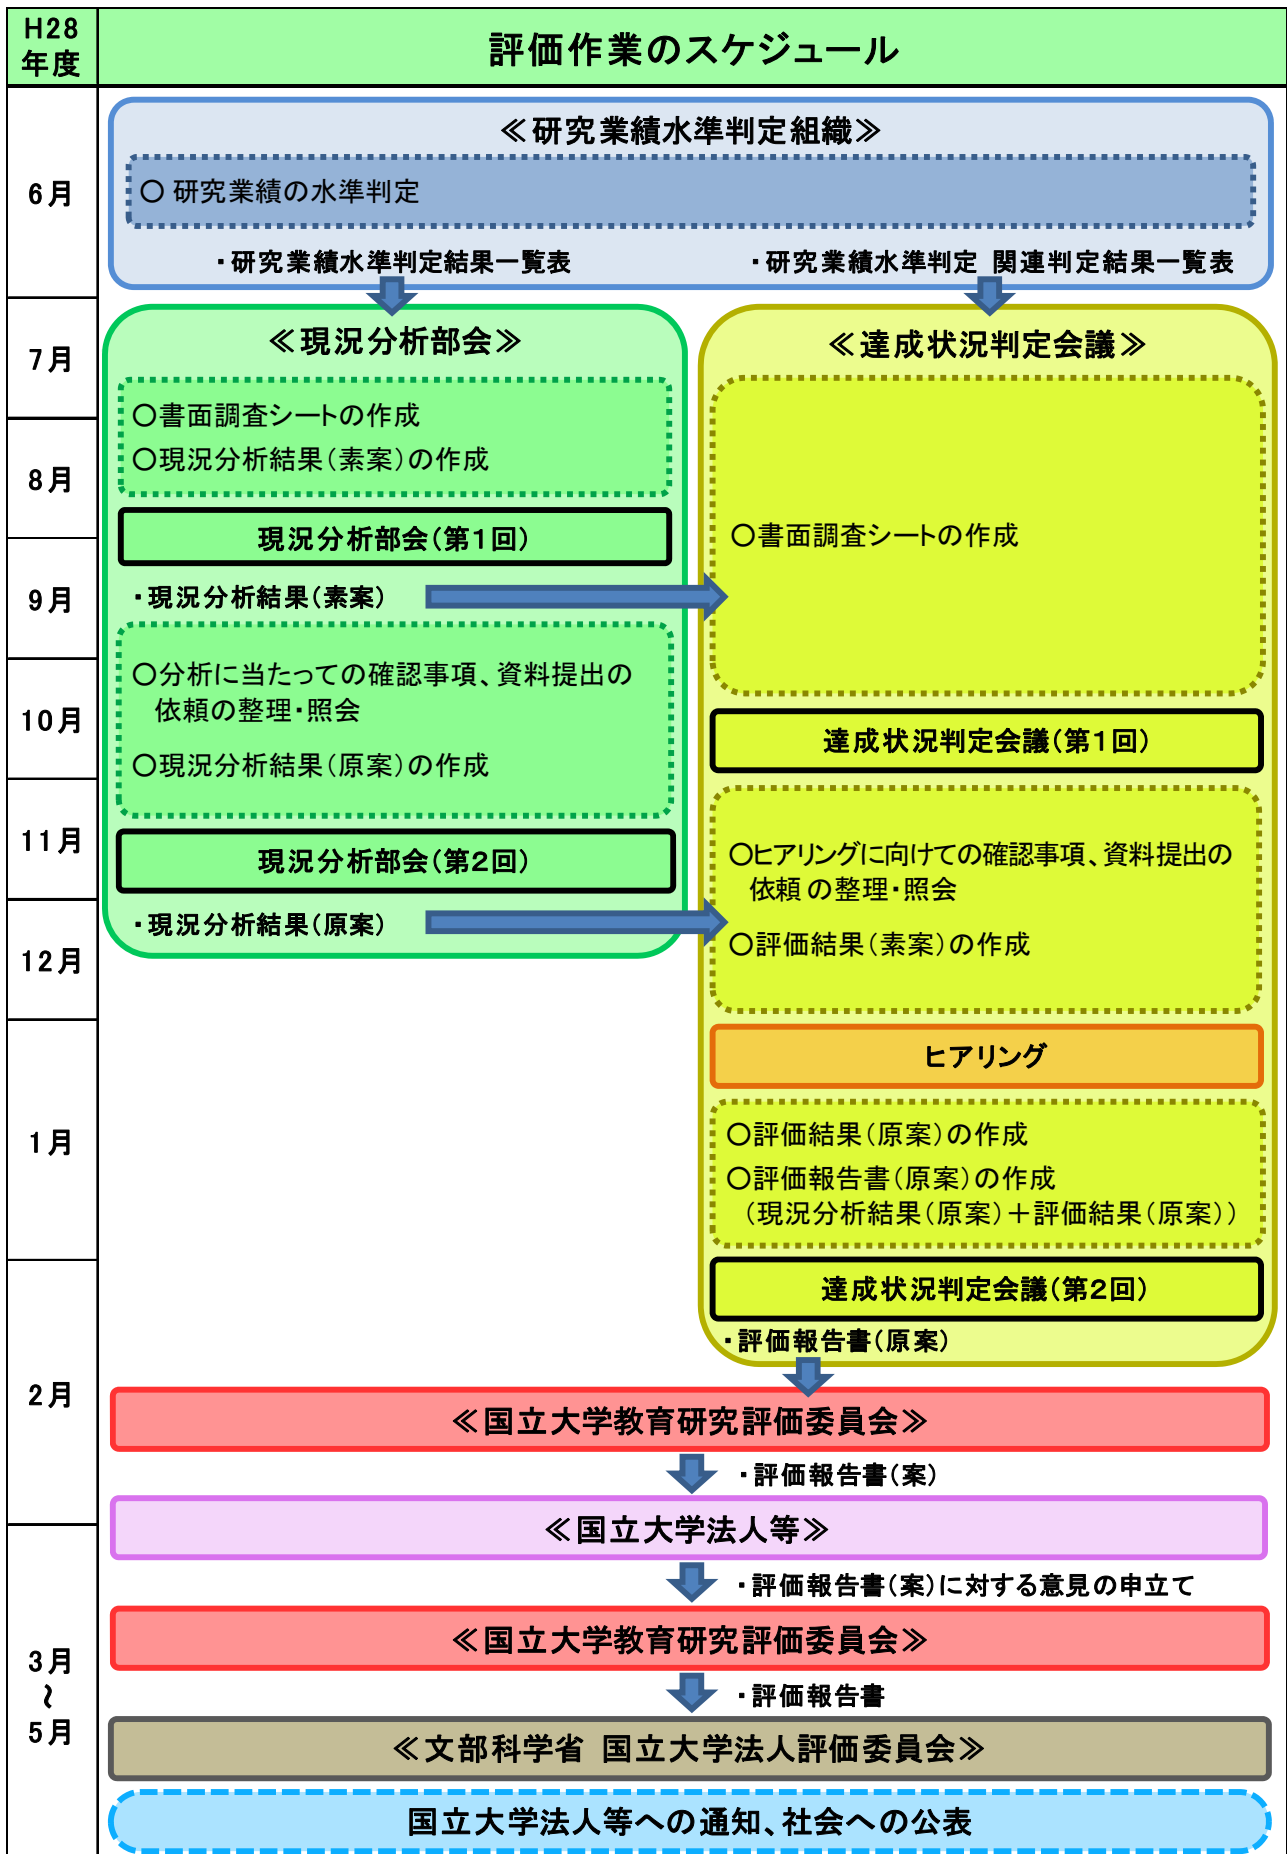 H28
年度
評価作業のスケジュール
6月
≪研究業績水準判定組織≫
○ 研究業績の水準判定
・研究業績水準判定結果一覧表
・研究業績水準判定 関連判定結果一覧表
7月
8月
9月
10月
11月
12月
≪現況分析部会≫
○書面調査シートの作成
○現況分析結果(素案)の作成
現況分析部会(第1回)
・現況分析結果(素案)
○分析に当たっての確認事項、資料提出の
依頼の整理・照会
○現況分析結果(原案)の作成
現況分析部会(第2回)
・現況分析結果(原案)
≪達成状況判定会議≫
○書面調査シートの作成
達成状況判定会議(第1回)
○ヒアリングに向けての確認事項、資料提出の
依頼 の整理・照会
○評価結果(素案)の作成
1月
ヒアリング
○評価結果(原案)の作成
○評価報告書(原案)の作成
(現況分析結果(原案)+評価結果(原案))
2月
達成状況判定会議(第2回)
・評価報告書(原案)
≪国立大学教育研究評価委員会≫
・評価報告書(案)
≪国立大学法人等≫
3月
～
5月
・評価報告書(案)に対する意見の申立て
≪国立大学教育研究評価委員会≫
・評価報告書
≪文部科学省 国立大学法人評価委員会≫
国立大学法人等への通知、社会への公表